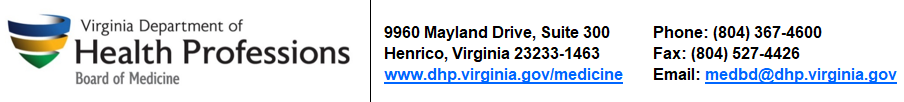 Virginia Department of
Health Professions
Board of Medicine
9960 Mayland Drive, Suite 300
Henrico, Virginia 23233-1463
www.dhp.virginia.gov/medicine
Phone: (804) 367-4600
Fax: (804) 527-4426
Email: medbd@dhp.virginia.gov